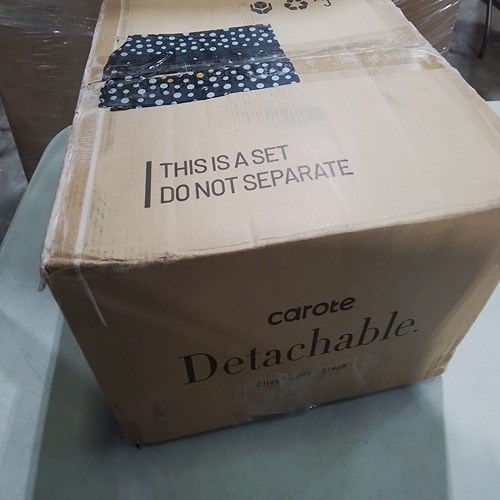 THIS IS A SET
DO NOT SEPARATE
carote
Detachable.